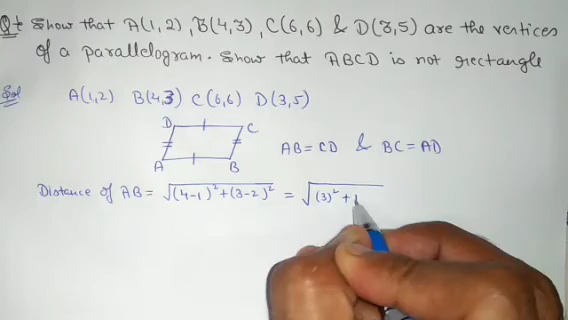 Q:- Show that A(1,2), B(4,3), C(6,6) & D(3,5) are the vertices
of a parallelogram. Show that ABCD is not rectangle
Sol A(1,2) B(4,3) C(6,6) D(3,5)
D C
AB=CD & BC=AD
A B
Distance of AB = √(4-1)²+(3-2)² = √(3)²+1